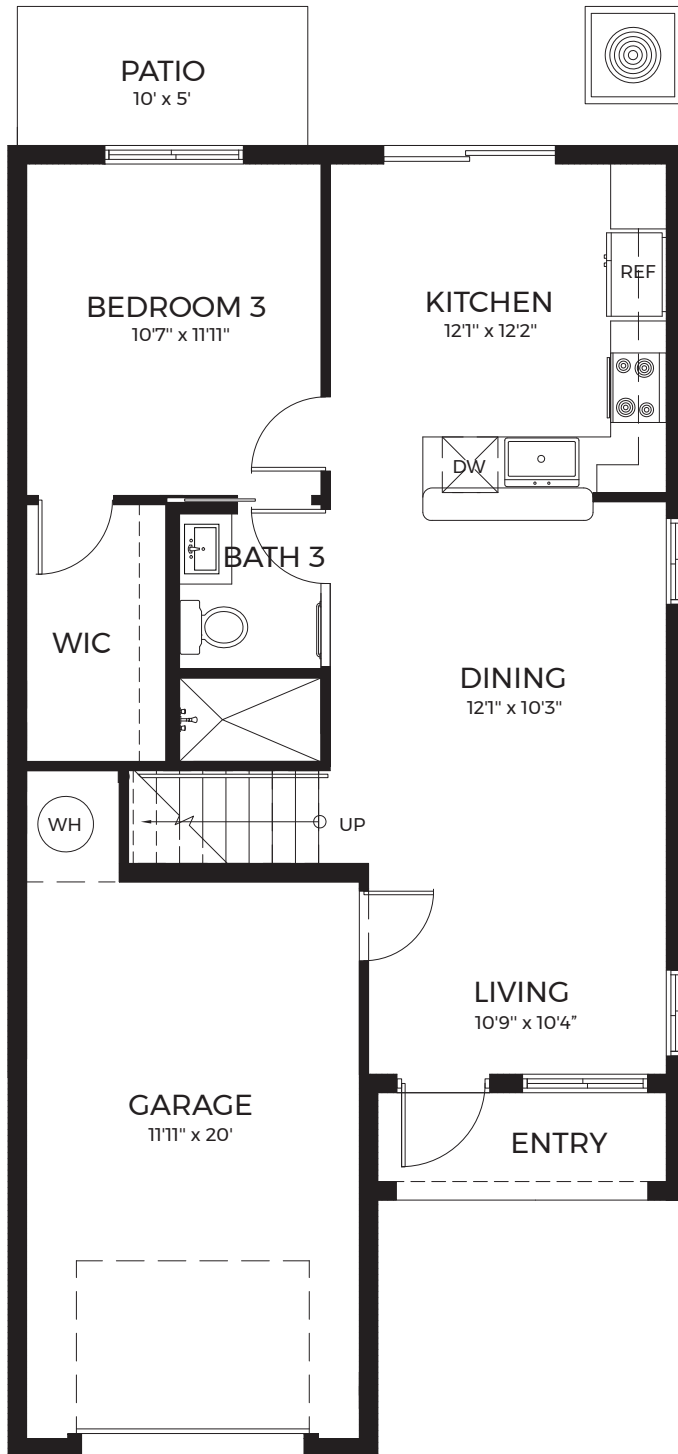 PATIO
10' x 5'
BEDROOM 3
10'7" x 11'11"
KITCHEN
12'1" x 12'2"
REF
DW
BATH 3
WIC
DINING
12'1" x 10'3"
WH
UP
LIVING
10'9" x 10'4”
GARAGE
11'11" x 20'
ENTRY